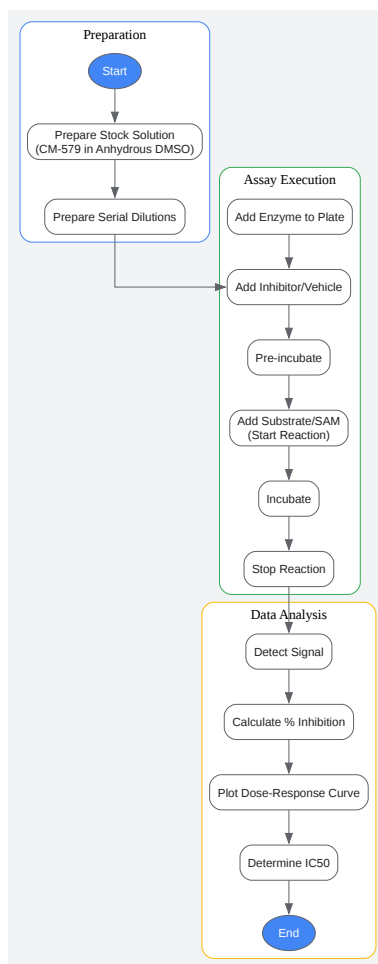 Preparation
Start
Prepare Stock Solution
(CM-579 in Anhydrous DMSO)
Prepare Serial Dilutions
Assay Execution
Add Enzyme to Plate
Add Inhibitor/Vehicle
Pre-incubate
Add Substrate/SAM
(Start Reaction)
Incubate
Stop Reaction
Data Analysis
Detect Signal
Calculate % Inhibition
Plot Dose-Response Curve
Determine IC50
End